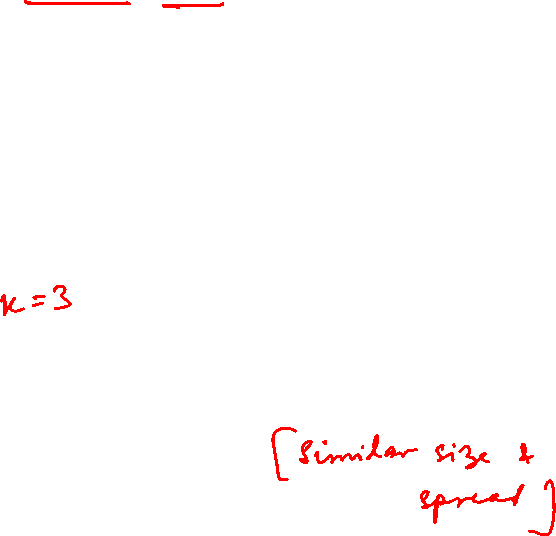 k = 3
[similar size &
spread]